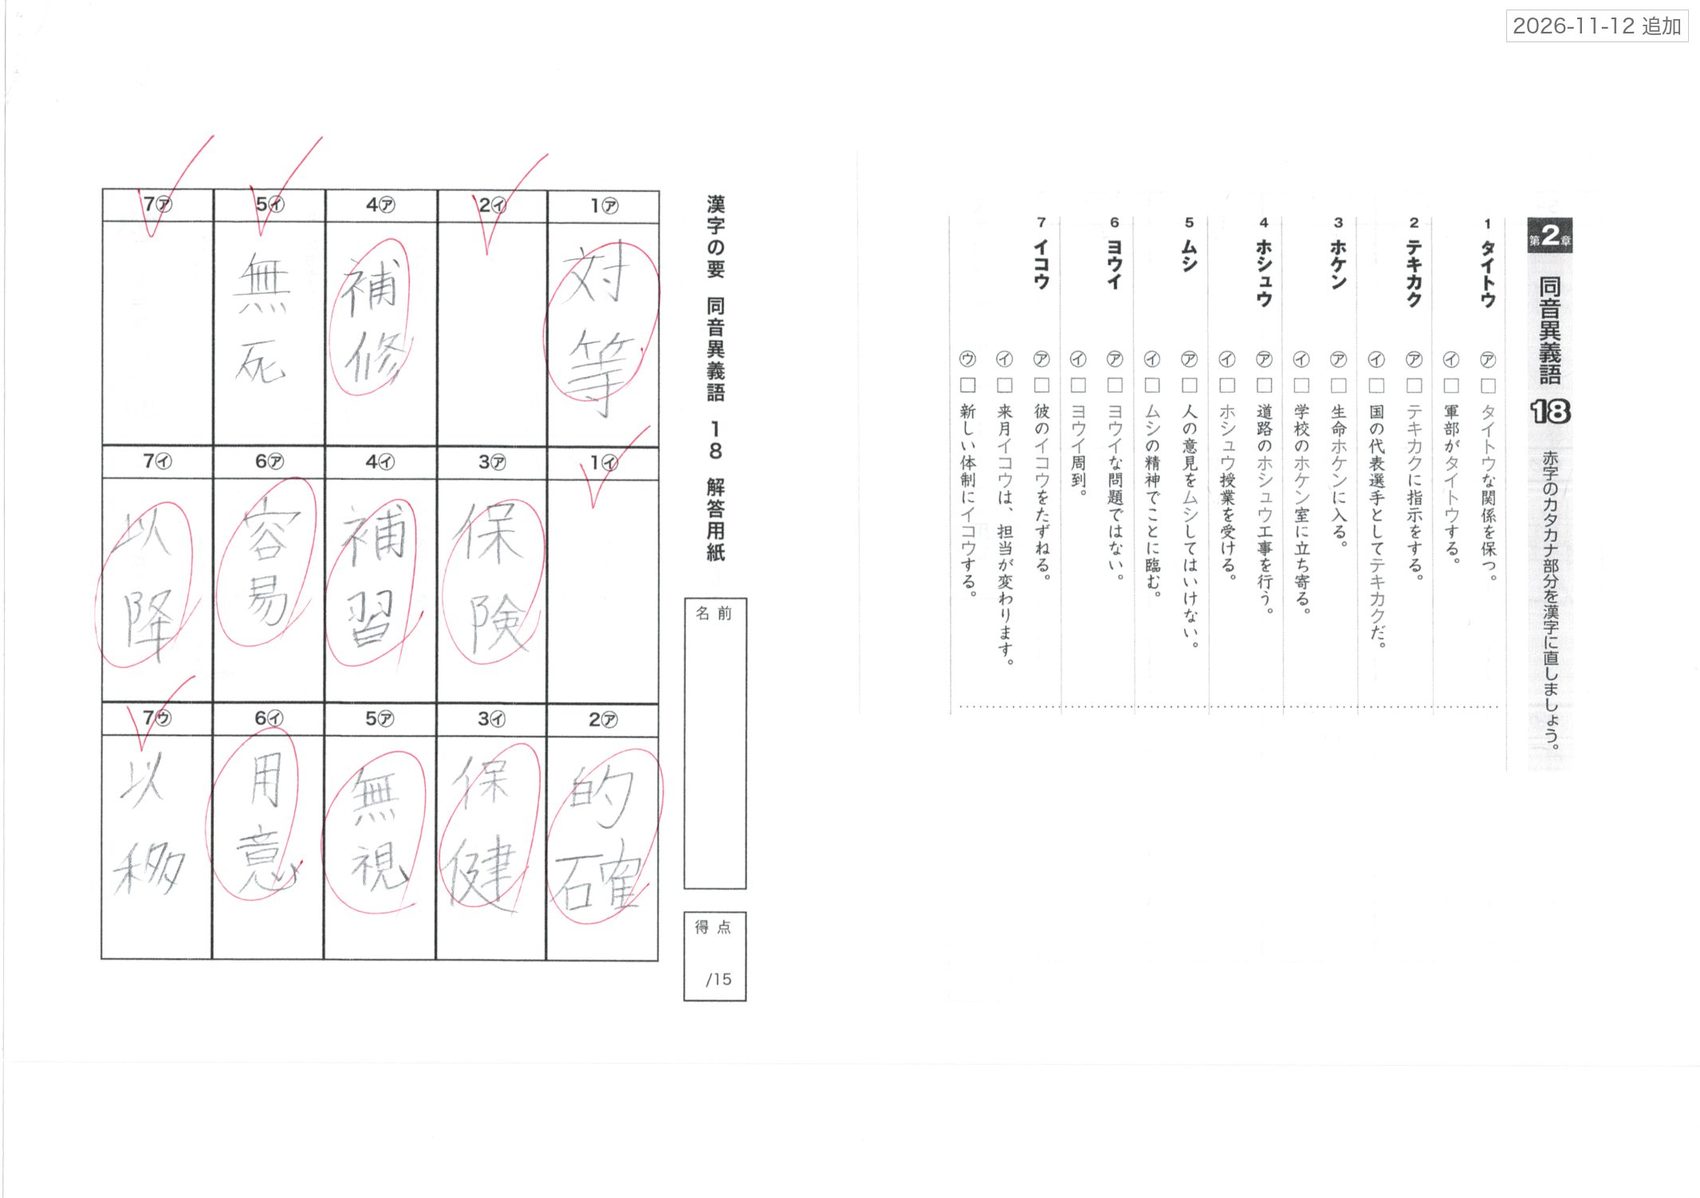 2026-11-12 追加
第2章 同音異義語 18 赤字のカタカナ部分を漢字に直しましょう。
1 タイトウ
㋐ □ タイトウな関係を保つ。
㋑ □ 軍部がタイトウする。
2 テキカク
㋐ □ テキカクに指示をする。
㋑ □ 国の代表選手としてテキカクだ。
3 ホケン
㋐ □ 生命ホケンに入る。
㋑ □ 学校のホケン室に立ち寄る。
4 ホシュウ
㋐ □ 道路のホシュウ工事を行う。
㋑ □ ホシュウ授業を受ける。
5 ムシ
㋐ □ 人の意見をムシしてはいけない。
㋑ □ ムシの精神でことに臨む。
6 ヨウイ
㋐ □ ヨウイな問題ではない。
㋑ □ ヨウイ周到。
7 イコウ
㋐ □ 彼のイコウをたずねる。
㋑ □ 来月イコウは、担当が変わります。
㋒ □ 新しい体制にイコウする。
漢字の要 同音異義語 18 解答用紙
名前
得点
/15
1㋐
対等
1㋑
2㋐
的確
2㋑
3㋐
保険
3㋑
保健
4㋐
補修
4㋑
補習
5㋐
無視
5㋑
無死
6㋐
容易
6㋑
用意
7㋐
7㋑
以降
7㋒
以移